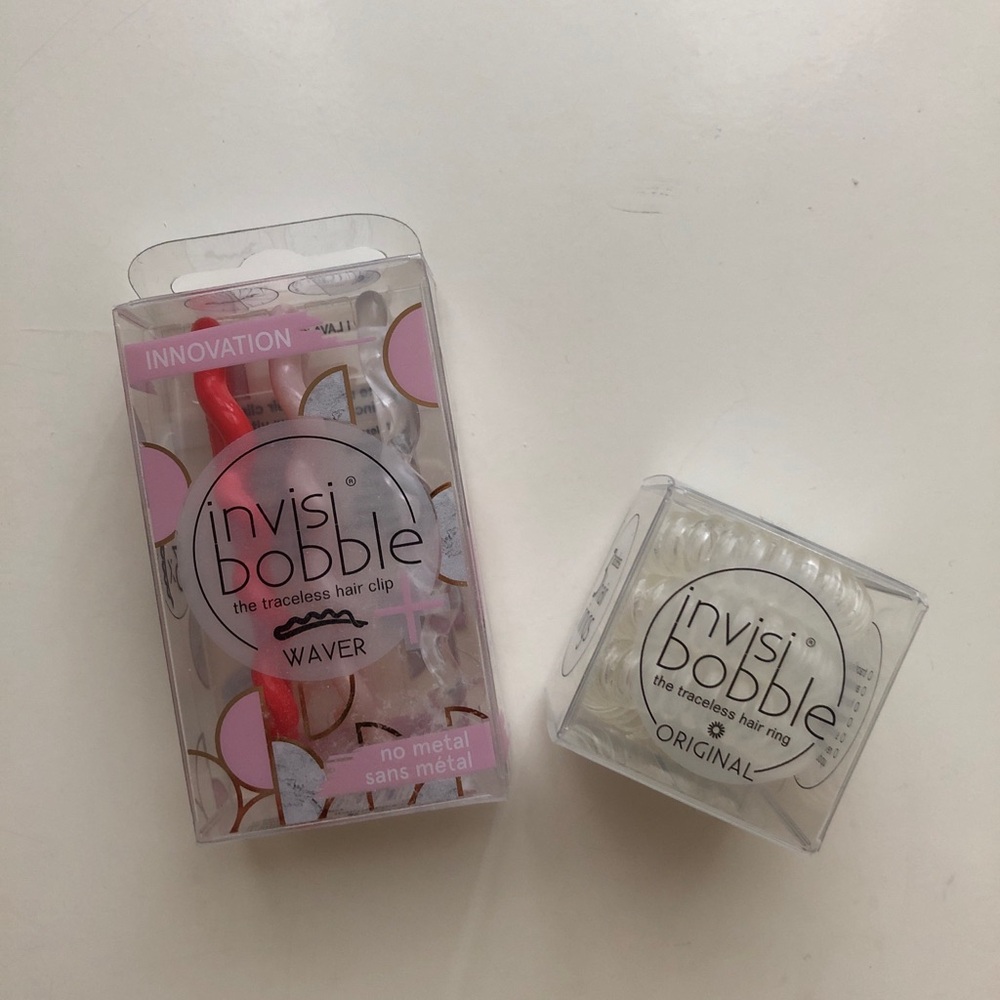 INNOVATION
invisi®
bobble
the traceless hair clip
WAVER
+
no metal
sans métal
invisi®
bobble
the traceless hair ring
ORIGINAL